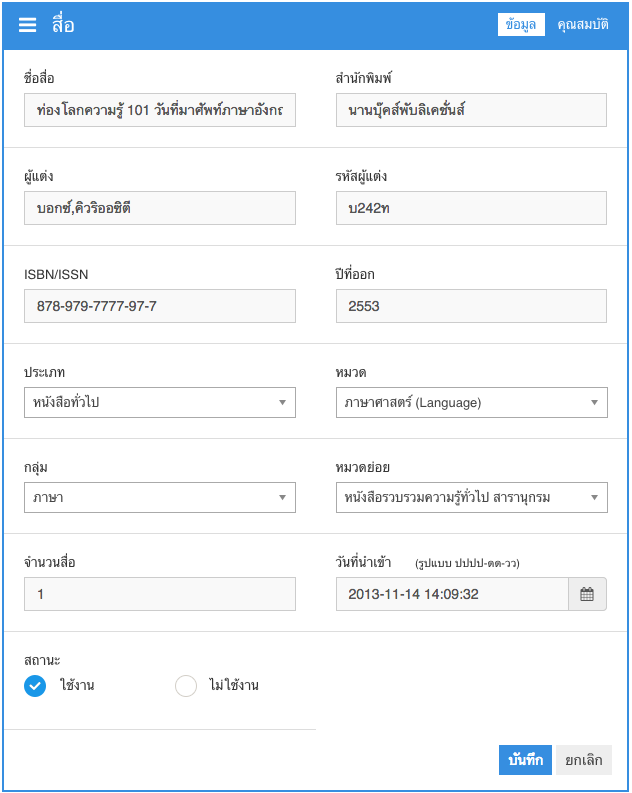 สื่อ
ข้อมูล คุณสมบัติ
ชื่อสื่อ สำนักพิมพ์
ท่องโลกความรู้ 101 วันที่มาศัพท์ภาษาอังกฤ นานบุ๊คส์พับลิเคชั่นส์
ผู้แต่ง รหัสผู้แต่ง
บอกซ์,คิวริออซิตี บ242ท
ISBN/ISSN ปีที่ออก
878-979-7777-97-7 2553
ประเภท หมวด
หนังสือทั่วไป ภาษาศาสตร์ (Language)
กลุ่ม หมวดย่อย
ภาษา หนังสือรวบรวมความรู้ทั่วไป สารานุกรม
จำนวนสื่อ วันที่นำเข้า (รูปแบบ ปปปป-ดด-วว)
1 2013-11-14 14:09:32
สถานะ
ใช้งาน ไม่ใช้งาน
บันทึก ยกเลิก